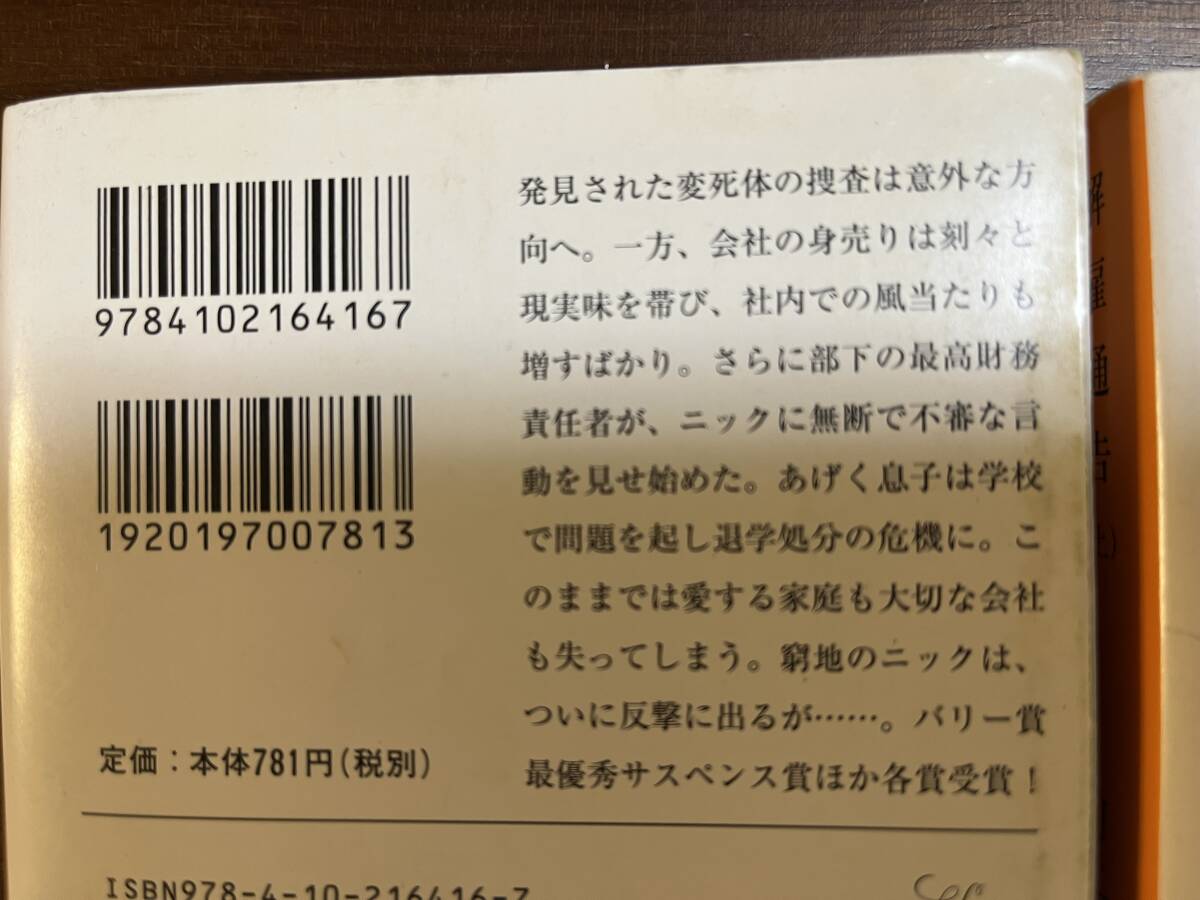 9784102164167
1920197007813
定価:本体781円(税別)
ISBN978-4-10-216416-7
発見された変死体の捜査は意外な方
向へ。一方、会社の身売りは刻々と
現実味を帯び、社内での風当たりも
増すばかり。さらに部下の最高財務
責任者が、ニックに無断で不審な言
動を見せ始めた。あげく息子は学校
で問題を起し退学処分の危機に。こ
のままでは愛する家庭も大切な会社
も失ってしまう。窮地のニックは、
ついに反撃に出るが……。バリー賞
最優秀サスペンス賞ほか各賞受賞!
解雇通告